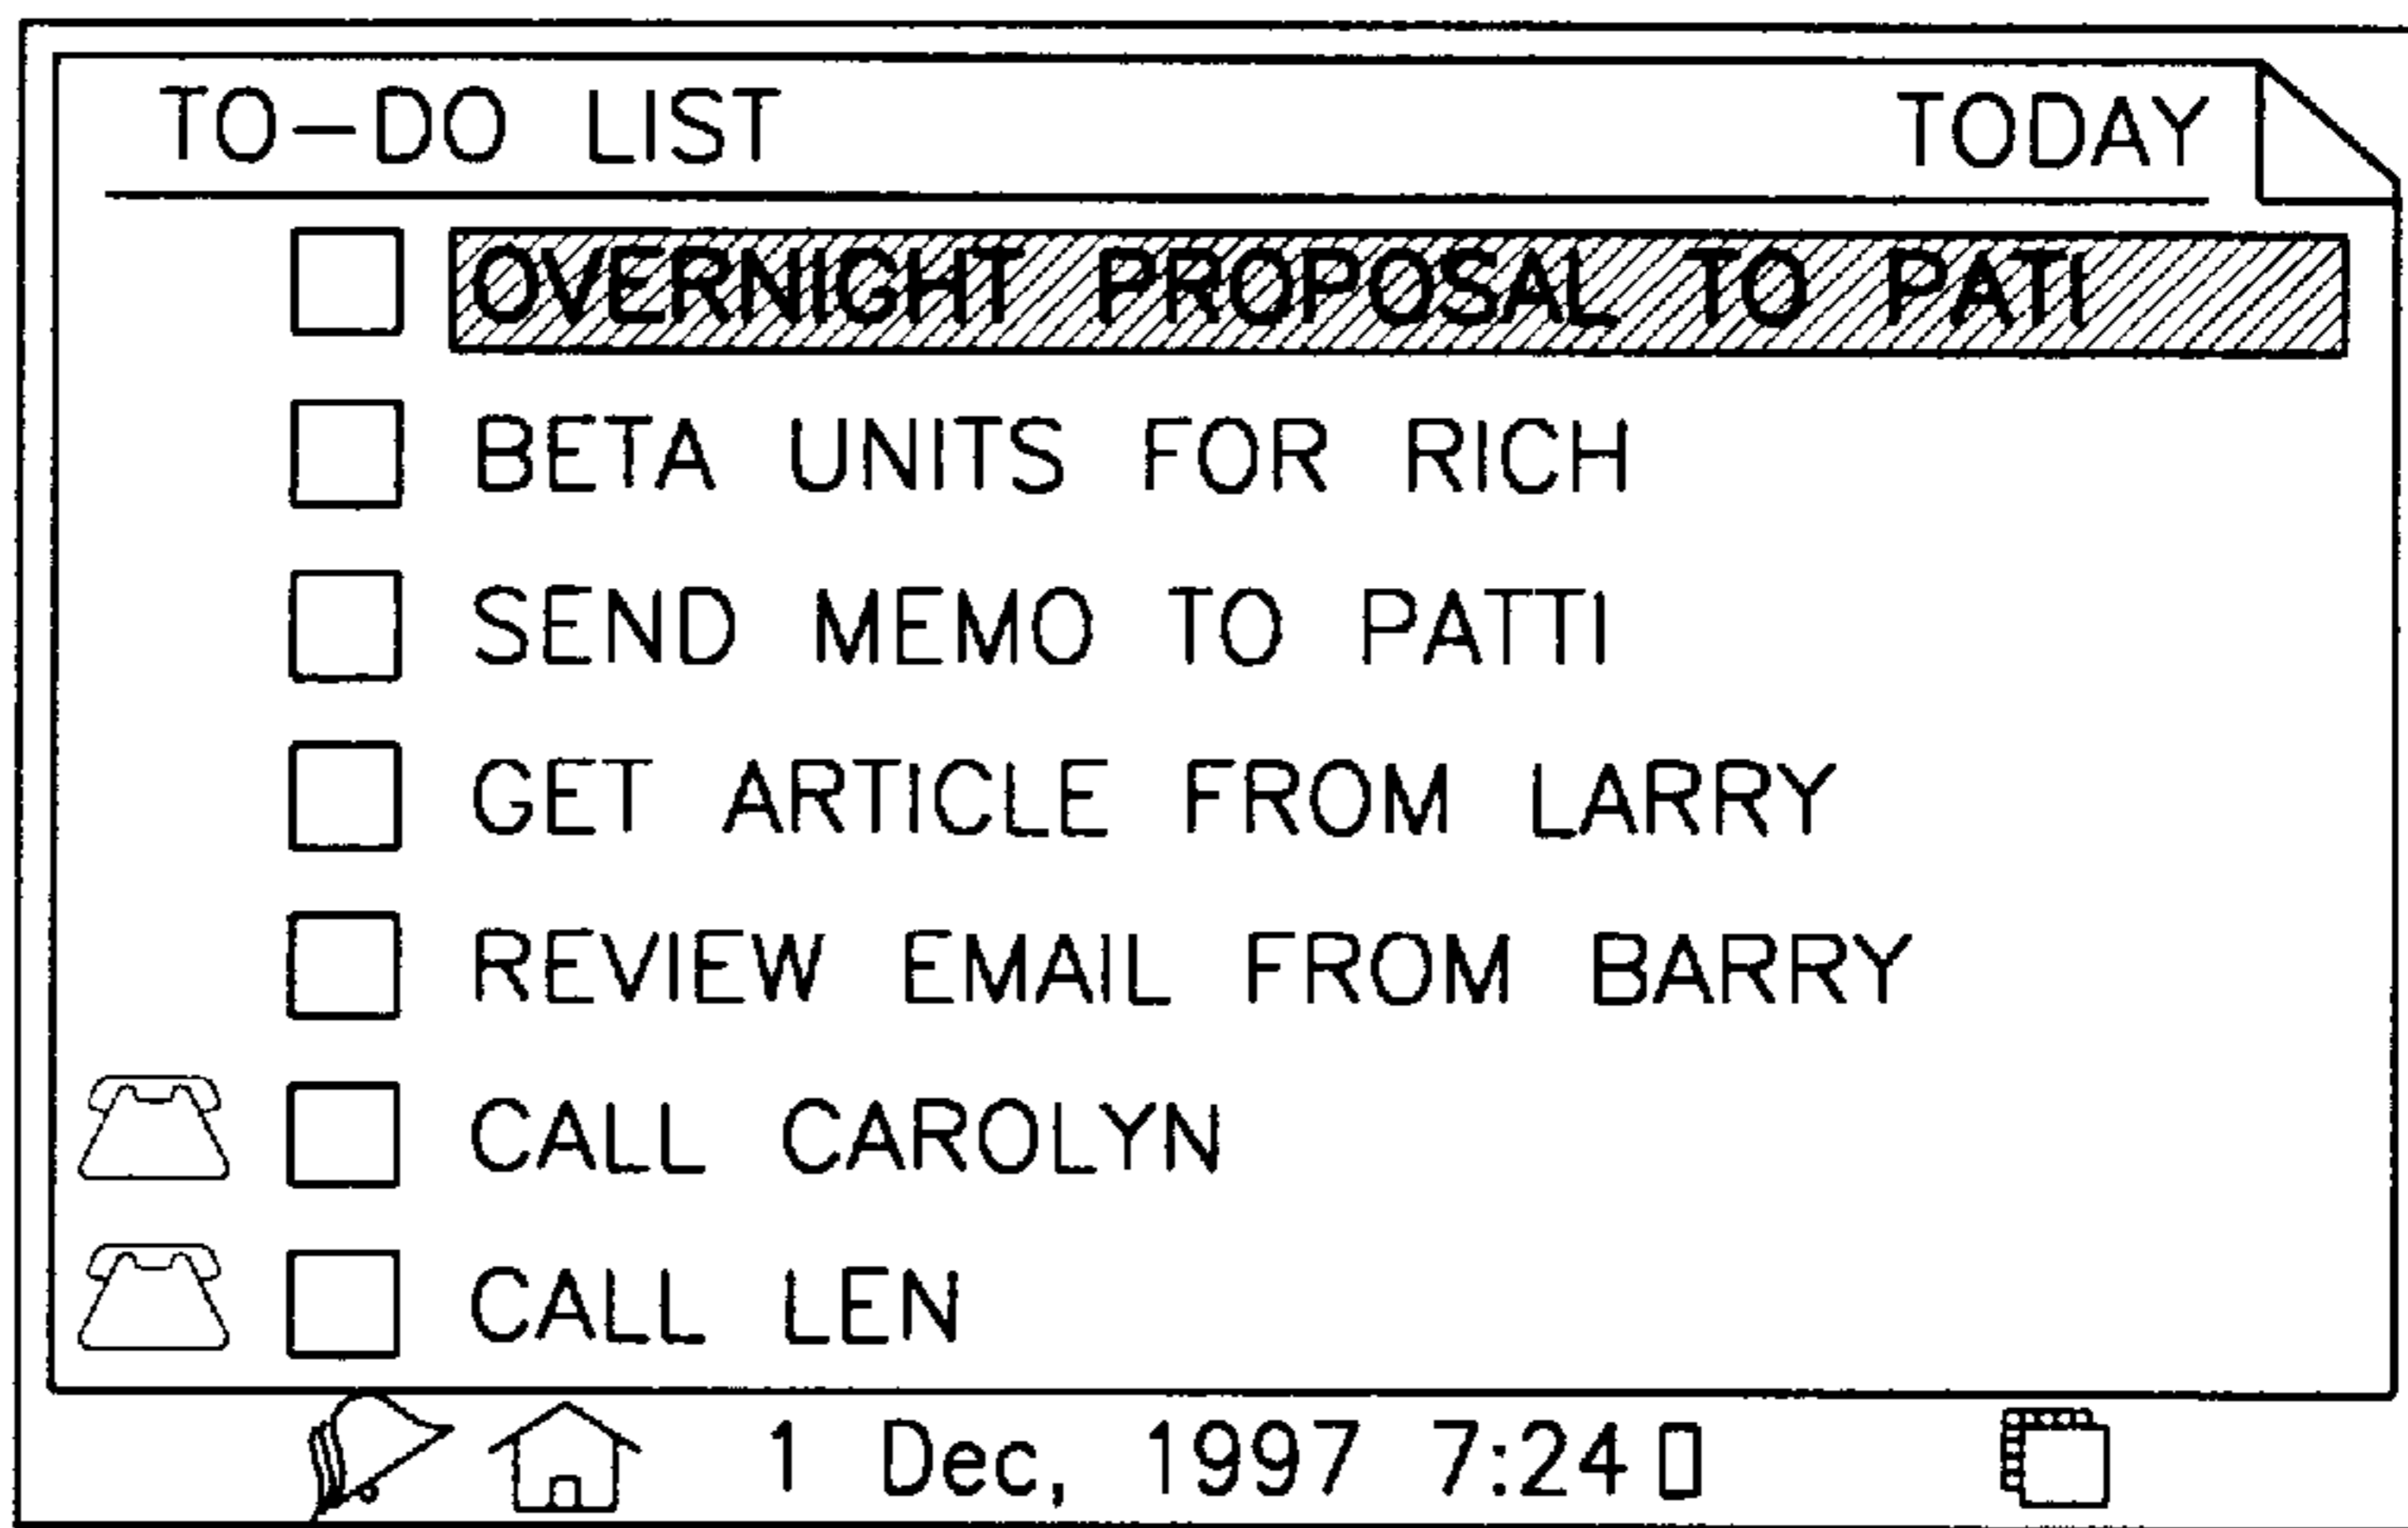 TO-DO LIST TODAY
OVERNIGHT PROPOSAL TO PATI
BETA UNITS FOR RICH
SEND MEMO TO PATTI
GET ARTICLE FROM LARRY
REVIEW EMAIL FROM BARRY
CALL CAROLYN
CALL LEN
1 Dec, 1997 7:24